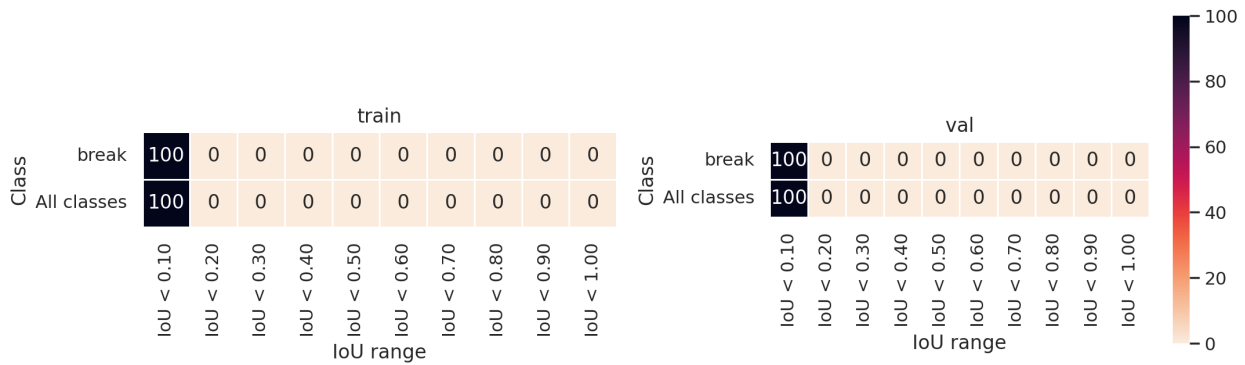 train
Class
break 100 0 0 0 0 0 0 0 0 0
All classes 100 0 0 0 0 0 0 0 0 0
IoU < 0.10
IoU < 0.20
IoU < 0.30
IoU < 0.40
IoU < 0.50
IoU < 0.60
IoU < 0.70
IoU < 0.80
IoU < 0.90
IoU < 1.00
IoU range
val
Class
break 100 0 0 0 0 0 0 0 0 0
All classes 100 0 0 0 0 0 0 0 0 0
IoU < 0.10
IoU < 0.20
IoU < 0.30
IoU < 0.40
IoU < 0.50
IoU < 0.60
IoU < 0.70
IoU < 0.80
IoU < 0.90
IoU < 1.00
IoU range
100
80
60
40
20
0